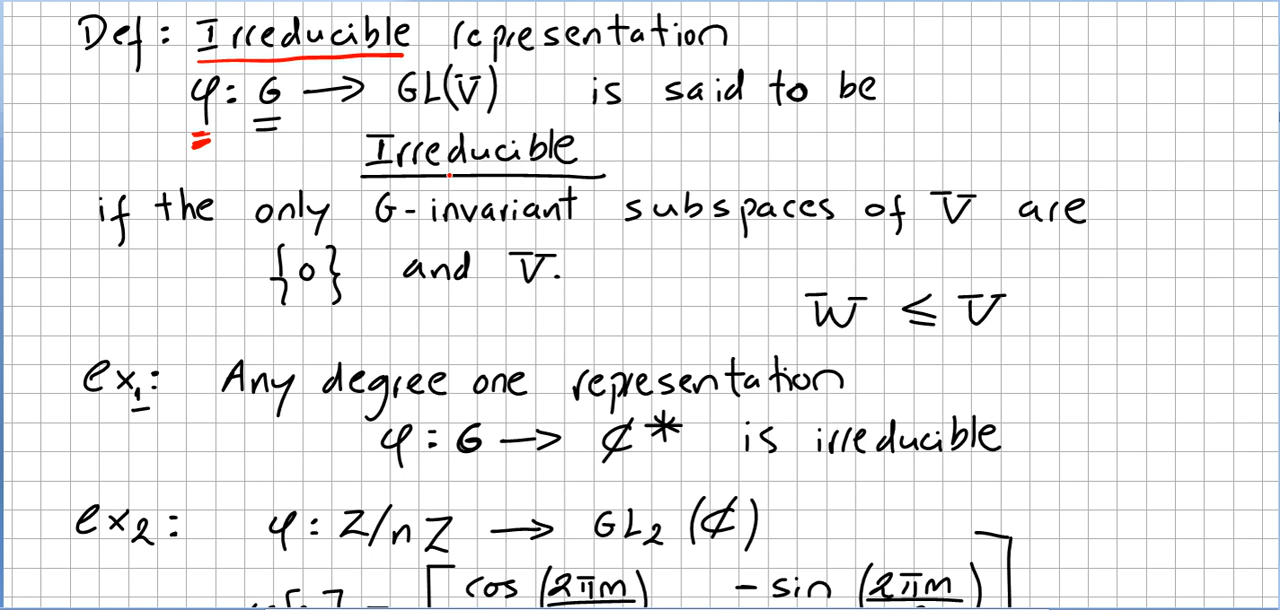 Def: Irreducible representation
φ: G → GL(V) is said to be
Irreducible
if the only G-invariant subspaces of V are
{0} and V.
W ≤ V
ex1: Any degree one representation
φ: G → ℂ* is irreducible
ex2: φ: Z/nZ → GL2(ℂ)
[cos (2πm) -sin (2πm)]